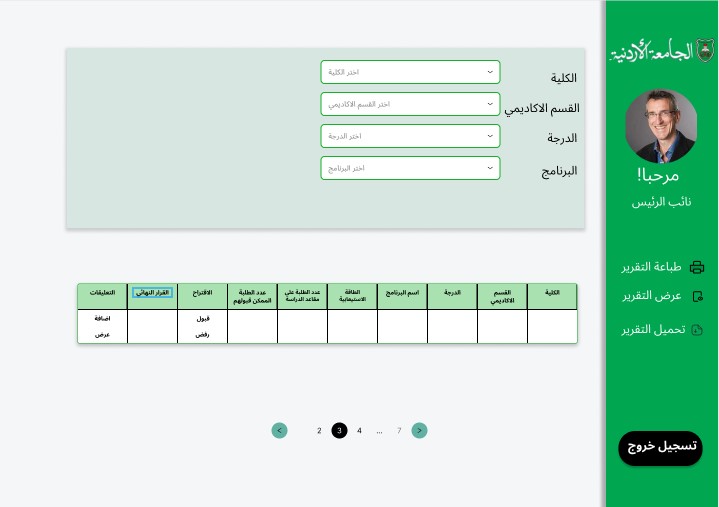 الجامعة الأردنية
مرحبا!
نائب الرئيس
طباعة التقرير
عرض التقرير
تحميل التقرير
تسجيل خروج
الكلية
اختر الكلية
القسم الاكاديمي
اختر القسم الاكاديمي
الدرجة
اختر الدرجة
البرنامج
اختر البرنامج
الكلية
القسم الاكاديمي
الدرجة
اسم البرنامج
الطاقة الاستيعابية
عدد الطلبة على مقاعد الدراسة
عدد الطلبة الممكن قبولهم
الاقتراح
القرار النهائي
التعليقات
قبول
رفض
اضافة
عرض
< 2 3 4 ... 7 >